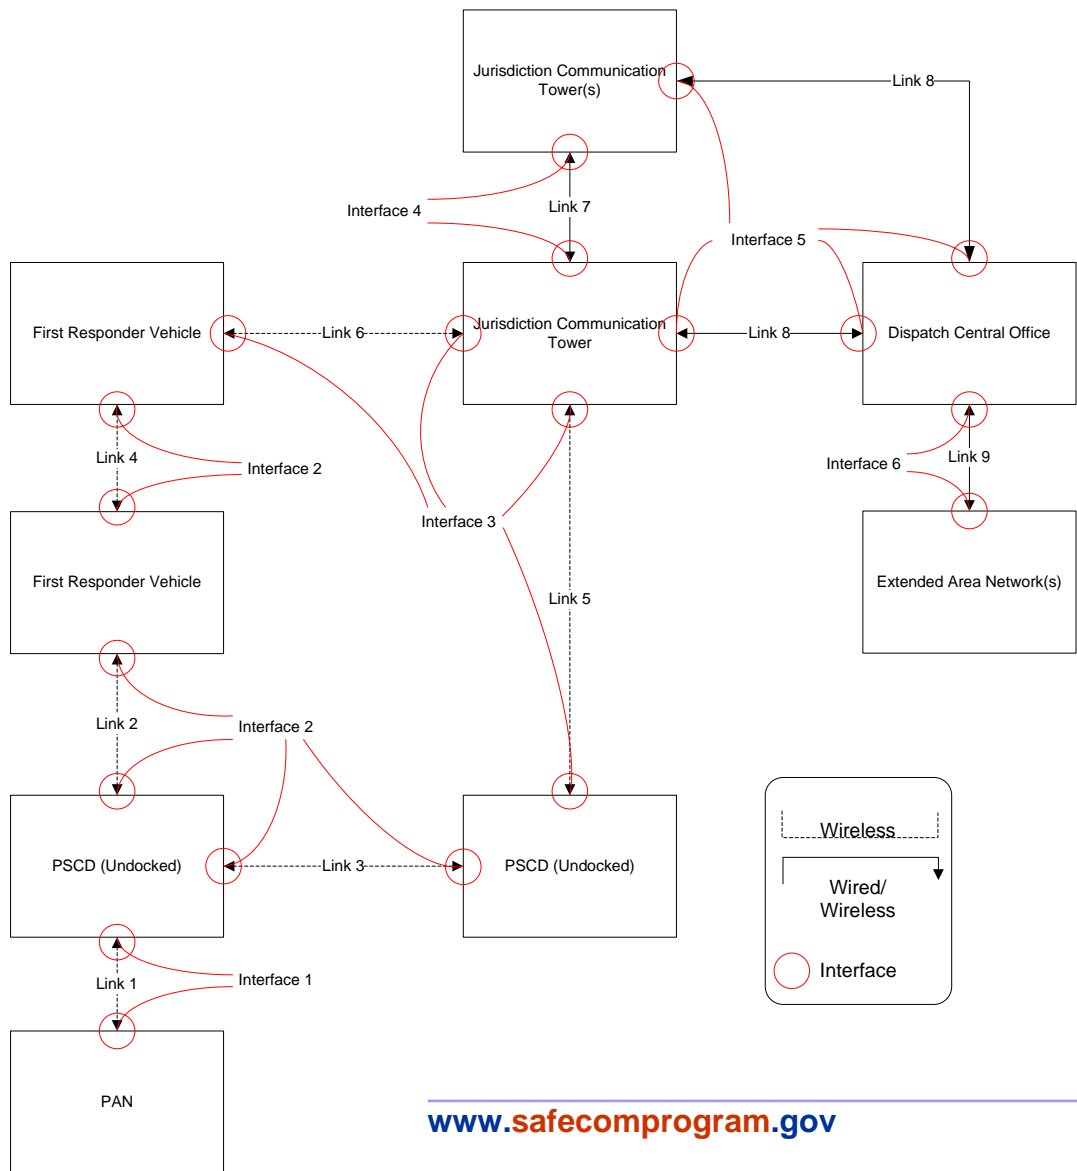 Jurisdiction Communication
Tower(s)
Link 8
Interface 4
Link 7
Interface 5
First Responder Vehicle
Link 6
Jurisdiction Communication
Tower
Link 8
Dispatch Central Office
Link 4
Interface 2
Interface 6
Link 9
Interface 3
First Responder Vehicle
Extended Area Network(s)
Link 5
Link 2
Interface 2
Wireless
PSCD (Undocked)
Link 3
PSCD (Undocked)
Wired/
Wireless
Interface
Link 1
Interface 1
PAN
www.safecomprogram.gov